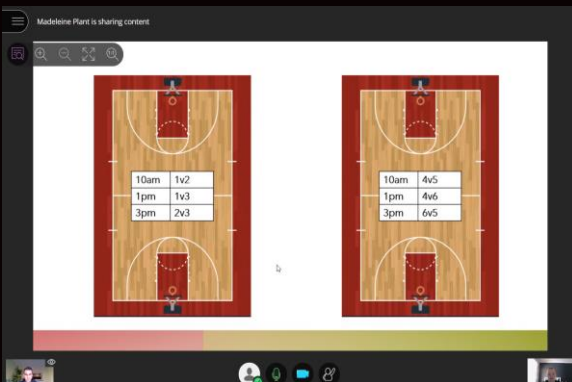 Madeleine Plant is sharing content
10am 1v2
1pm 1v3
3pm 2v3
10am 4v5
1pm 4v6
3pm 6v5